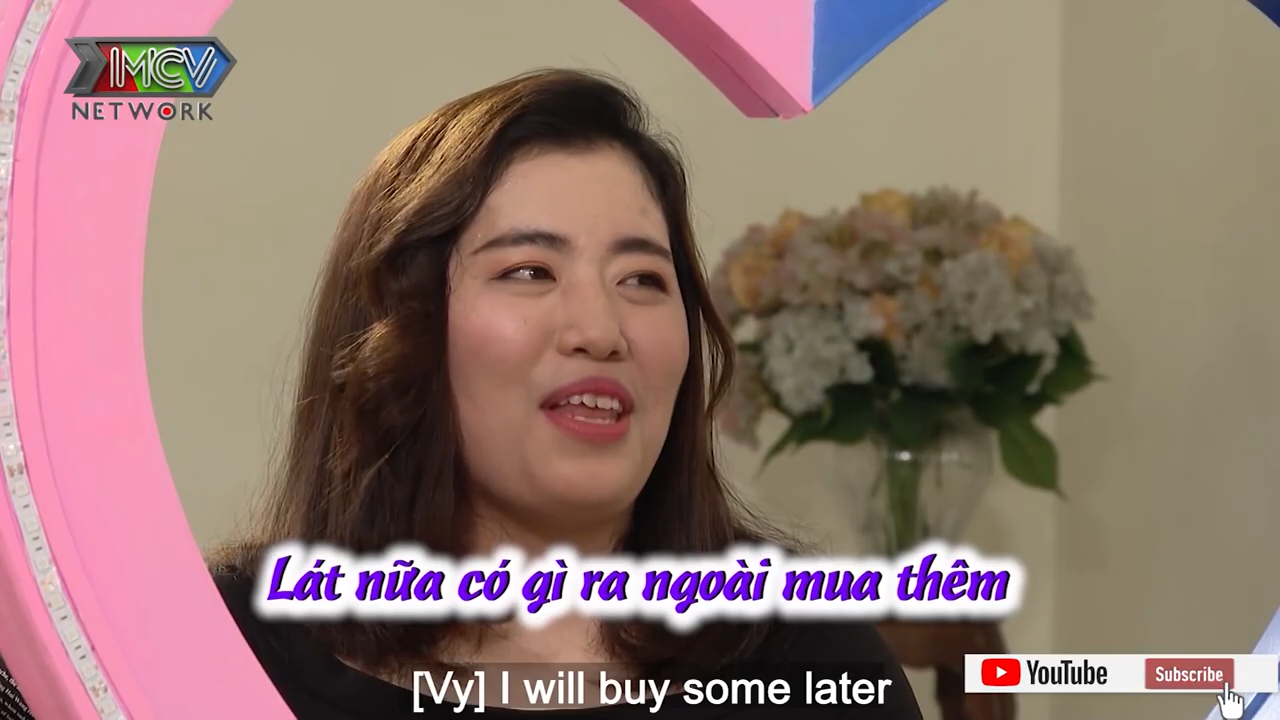 MCV
NETWORK
Lát nữa có gì ra ngoài mua thêm
[Vy] I will buy some later
YouTube
Subscribe